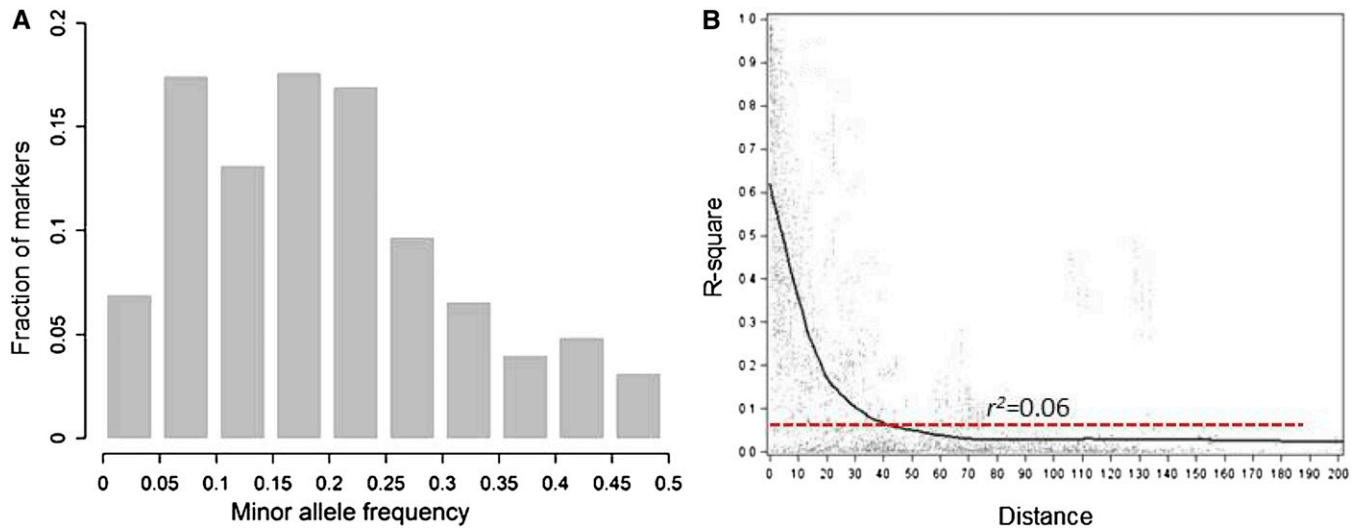 A
Fraction of markers
0.2
0.15
0.1
0.05
0
0 0.05 0.1 0.15 0.2 0.25 0.3 0.35 0.4 0.45 0.5
Minor allele frequency
B
R-square
1 0
0 9
0 8
0 7
0 6
0 5
0 4
0 3
0 2
0 1
0 0
r²=0.06
0 10 20 30 40 50 60 70 80 90 100 110 120 130 140 150 160 170 180 190 200
Distance